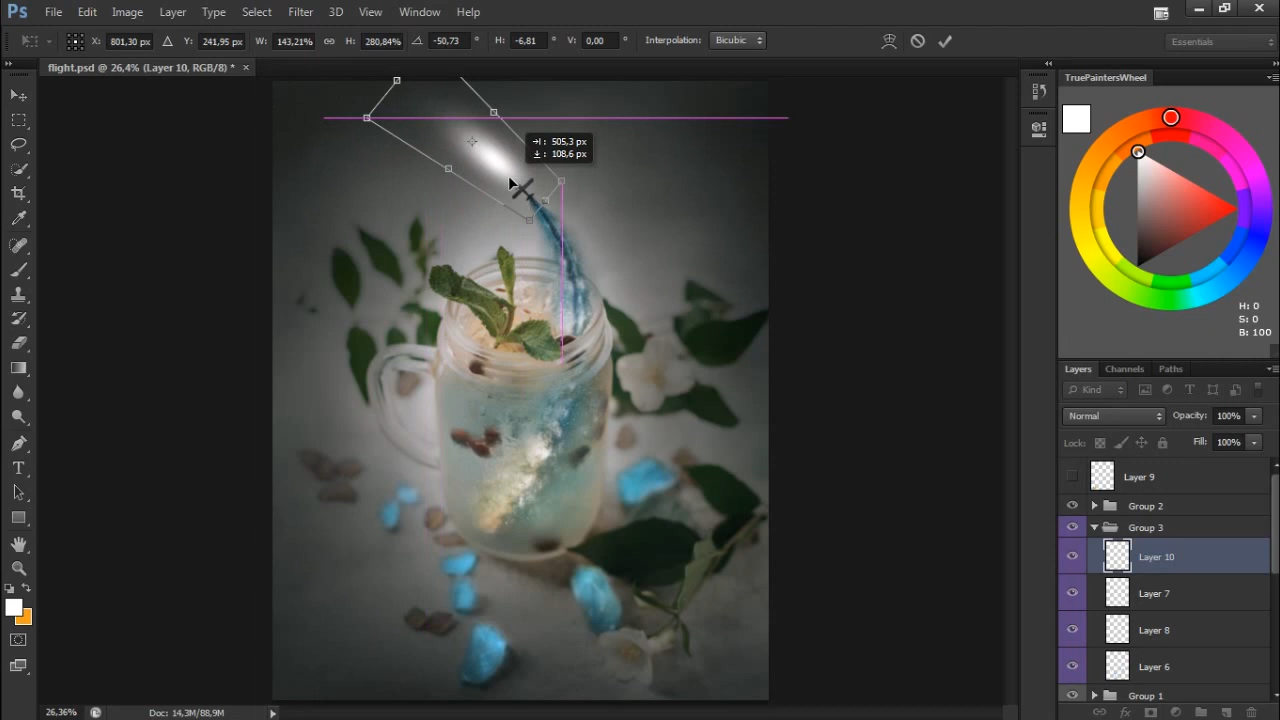 Ps File Edit Image Layer Type Select Filter 3D View Window Help
X: 801,30 px Y: 241,95 px W: 143,21% H: 280,84% -50,73 ° H: -6,81 ° V: 0,00 ° Interpolation: Bicubic Essentials
flight.psd @ 26,4% (Layer 10, RGB/8) * ×
TruePaintersWheel
505,3 px
108,6 px
H: 0
S: 0
B: 100
Layers Channels Paths
Kind
Normal Opacity: 100%
Lock: Fill: 100%
Layer 9
Group 2
Group 3
Layer 10
Layer 7
Layer 8
Layer 6
Group 1
26,36% Doc: 14,3M/88,9M